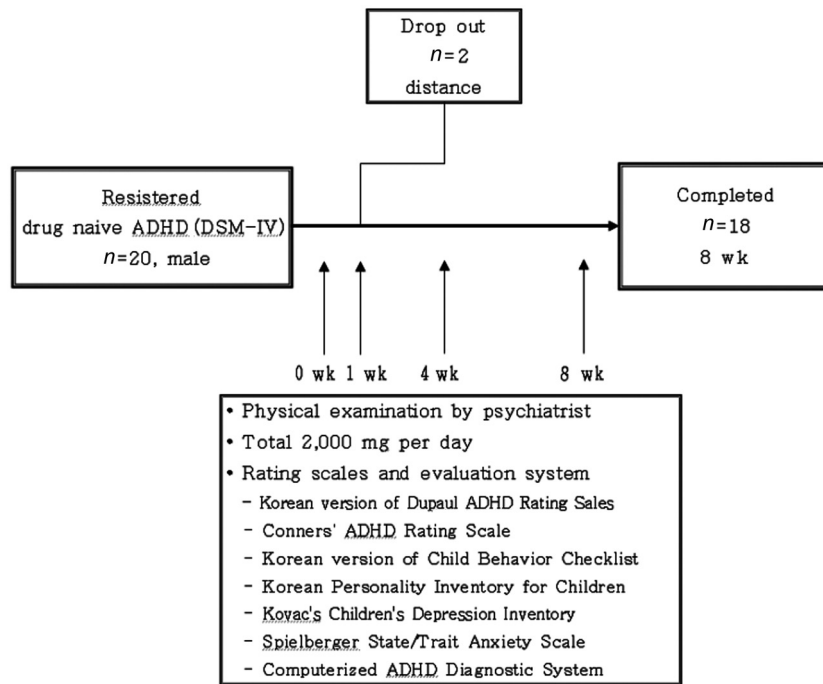 Drop out
n=2
distance
Resistered
drug naive ADHD (DSM-IV)
n=20, male
Completed
n=18
8 wk
0 wk 1 wk 4 wk 8 wk
• Physical examination by psychiatrist
• Total 2,000 mg per day
• Rating scales and evaluation system
- Korean version of Dupaul ADHD Rating Sales
- Conners' ADHD Rating Scale
- Korean version of Child Behavior Checklist
- Korean Personality Inventory for Children
- Kovac's Children's Depression Inventory
- Spielberger State/Trait Anxiety Scale
- Computerized ADHD Diagnostic System